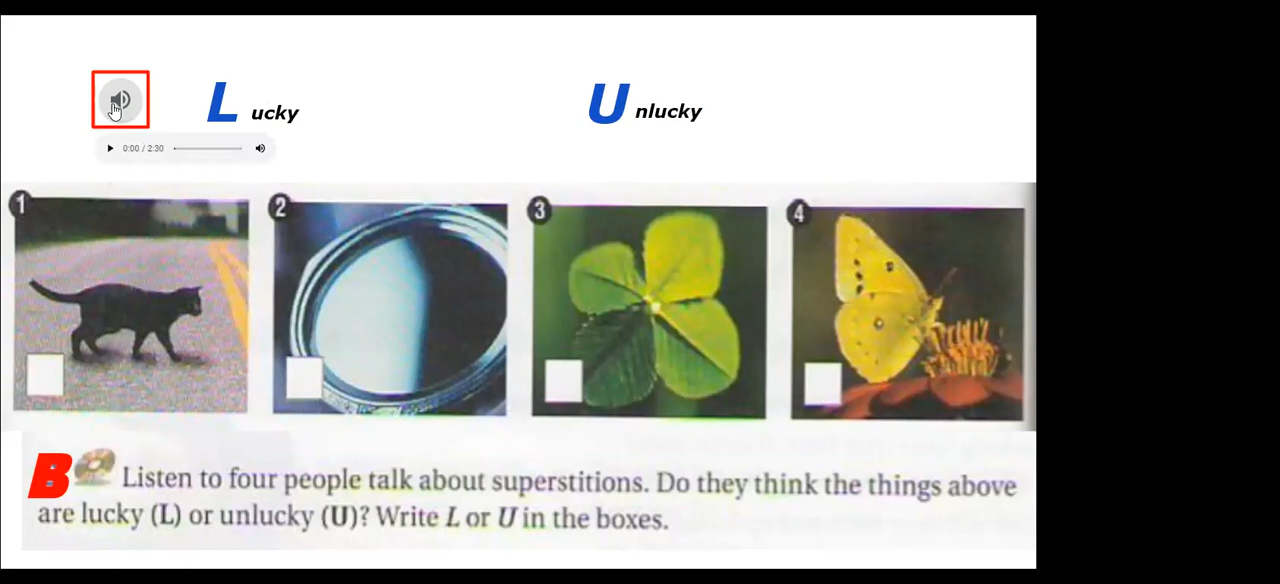 L ucky
U nlucky
0:00 / 2:30
1
2
3
4
B Listen to four people talk about superstitions. Do they think the things above
are lucky (L) or unlucky (U)? Write L or U in the boxes.